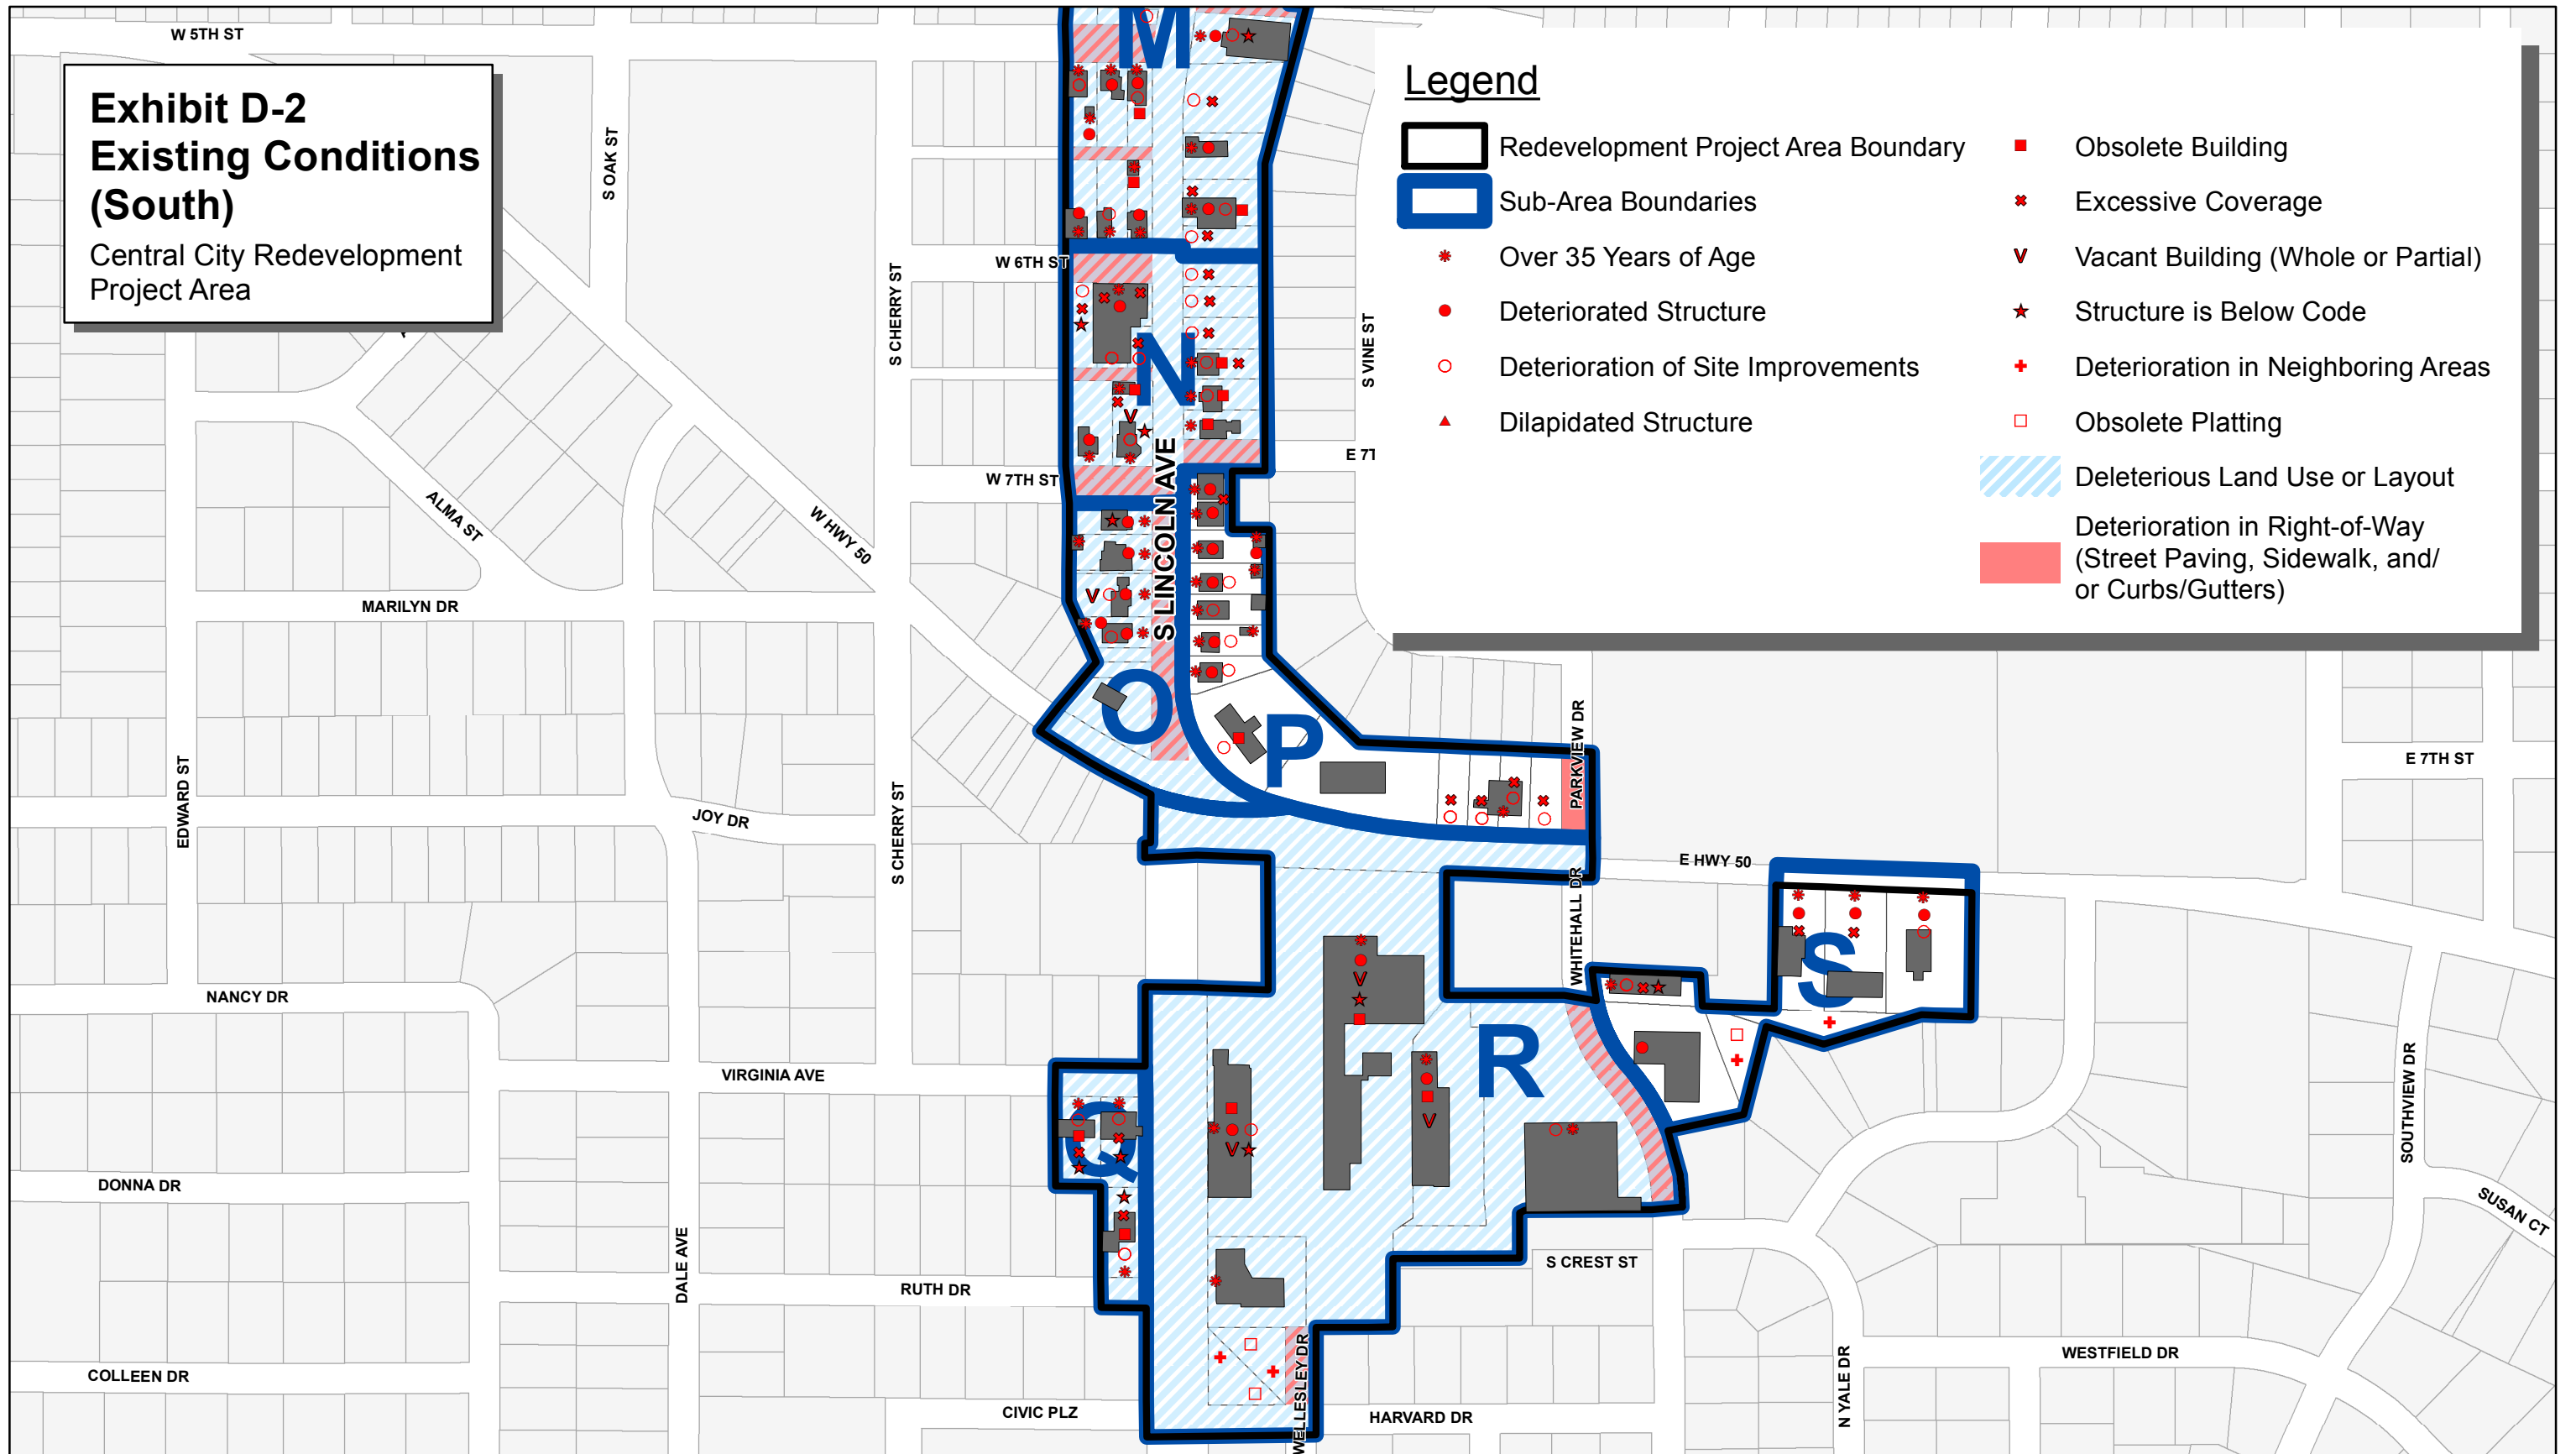 Exhibit D-2
Existing Conditions
(South)
Central City Redevelopment
Project Area
Legend
Redevelopment Project Area Boundary
Sub-Area Boundaries
Over 35 Years of Age
Deteriorated Structure
Deterioration of Site Improvements
Dilapidated Structure
Obsolete Building
Excessive Coverage
Vacant Building (Whole or Partial)
Structure is Below Code
Deterioration in Neighboring Areas
Obsolete Platting
Deleterious Land Use or Layout
Deterioration in Right-of-Way
(Street Paving, Sidewalk, and/
or Curbs/Gutters)
W 5TH ST
S OAK ST
M
W 6TH ST
S CHERRY ST
S VINE ST
N
E 7T
W 7TH ST
ALMA ST
W HWY 50
S LINCOLN AVE
MARILYN DR
O
P
PARKVIEW DR
E 7TH ST
EDWARD ST
JOY DR
S CHERRY ST
E HWY 50
WHITEHALL DR
S
NANCY DR
R
VIRGINIA AVE
Q
SOUTHVIEW DR
DONNA DR
SUSAN CT
DALE AVE
RUTH DR
S CREST ST
COLLEEN DR
WELLESLEY DR
N YALE DR
WESTFIELD DR
CIVIC PLZ
HARVARD DR